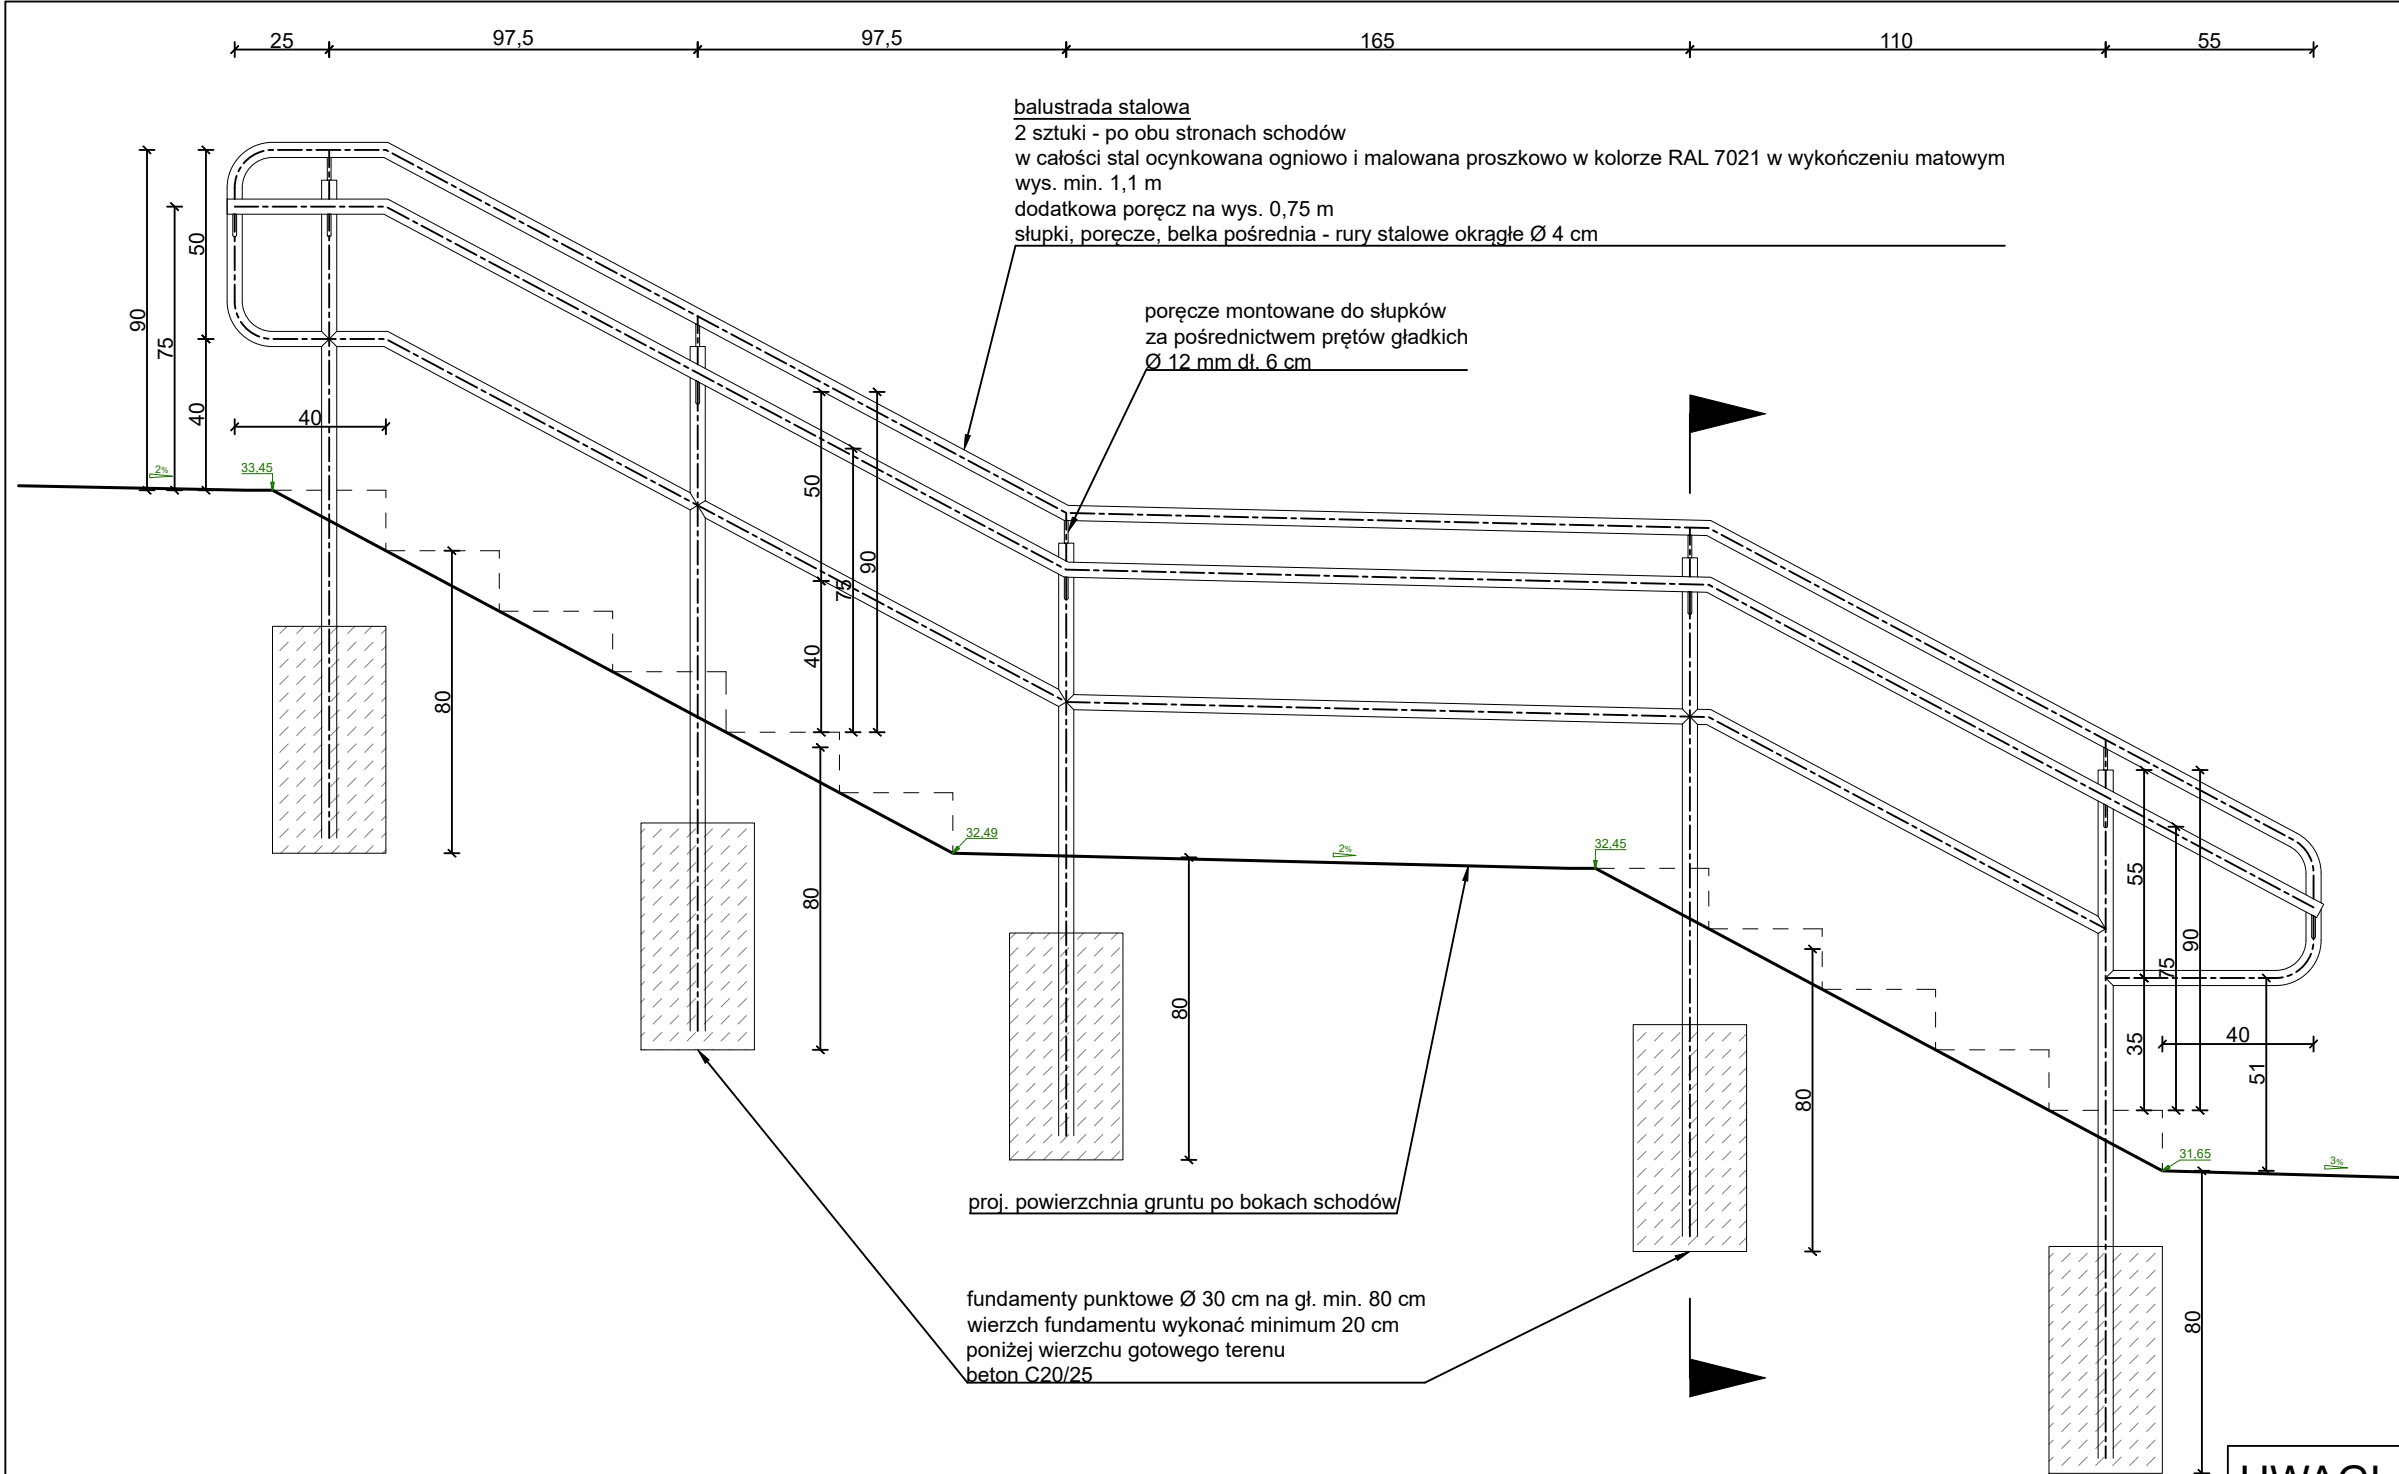 25
97,5
97,5
165
110
55
balustrada stalowa
2 sztuki - po obu stronach schodów
w całości stal ocynkowana ogniowo i malowana proszkowo w kolorze RAL 7021 w wykończeniu matowym
wys. min. 1,1 m
dodatkowa poręcz na wys. 0,75 m
słupki, poręcze, belka pośrednia - rury stalowe okrągłe Ø 4 cm
poręcze montowane do słupków
za pośrednictwem prętów gładkich
Ø 12 mm dł. 6 cm
90
75
50
40
40
2%
33,45
80
50
40
75
90
80
32,49
2%
32,45
80
80
55
35
75
90
40
51
31,65
3%
80
proj. powierzchnia gruntu po bokach schodów
fundamenty punktowe Ø 30 cm na gł. min. 80 cm
wierzch fundamentu wykonać minimum 20 cm
poniżej wierzchu gotowego terenu
beton C20/25